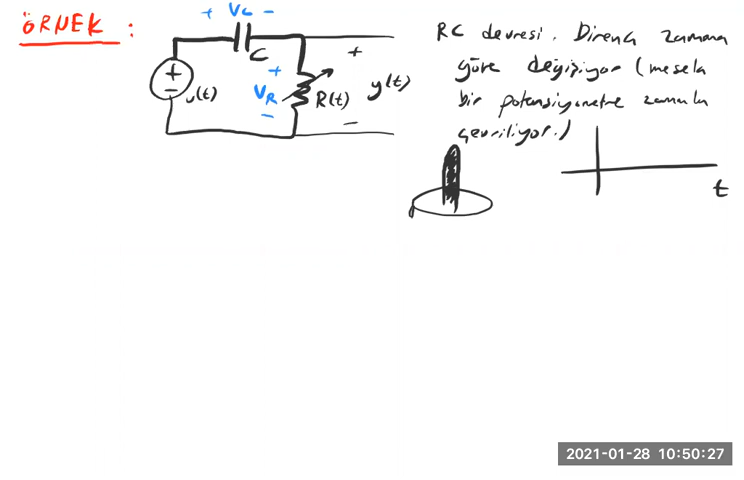 ÖRNEK :
+ Vc -
C
+
VR
-
u(t)
R(t)
+
y(t)
-
RC devresi. Direnç zamana
göre değişiyor (mesela
bir potansiyometre zamanla
çevriliyor.)
t
2021-01-28 10:50:27